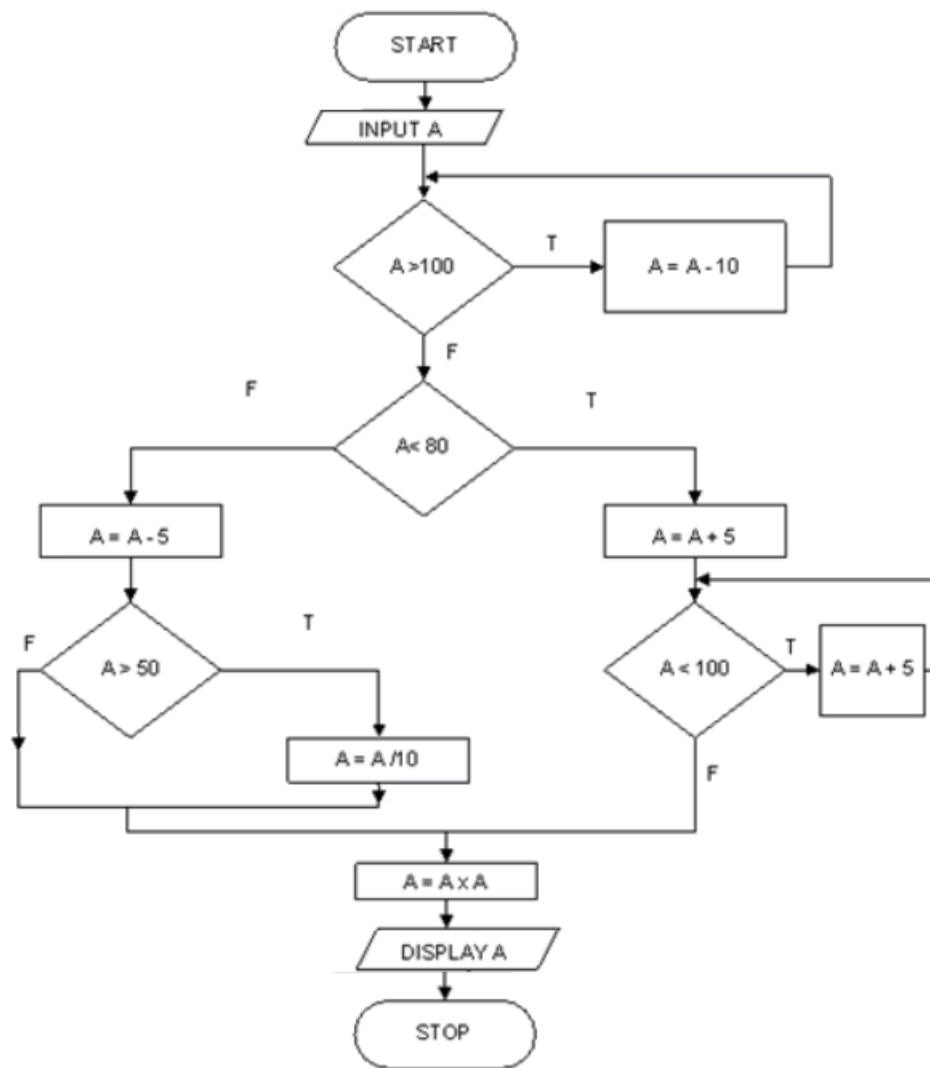 START
INPUT A
A >100
T
A = A - 10
F
F
A< 80
T
A = A - 5
A = A + 5
F
T
A > 50
A < 100
T
A = A + 5
A = A /10
F
A = A x A
DISPLAY A
STOP